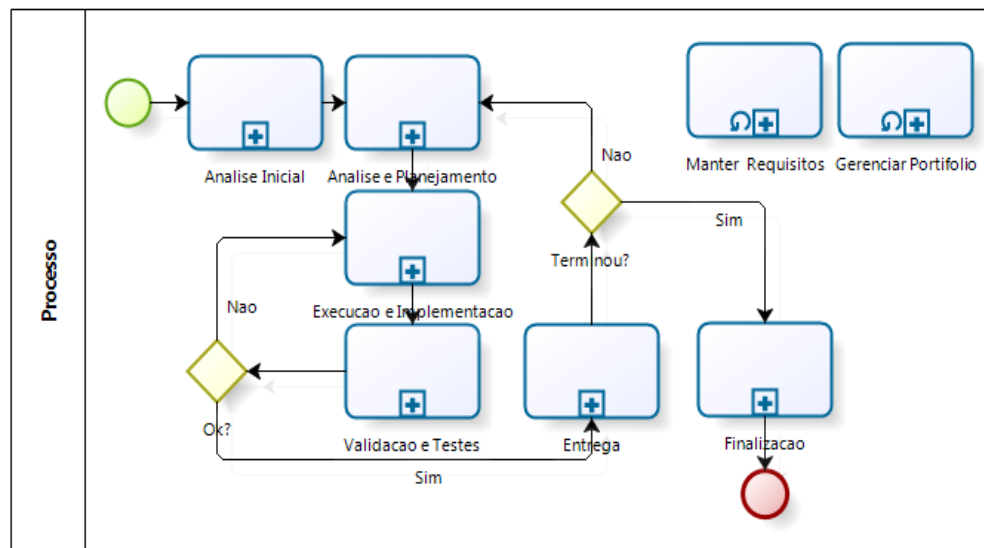 Processo
Analise Inicial
Analise e Planejamento
Nao
Manter Requisitos
Gerenciar Portifolio
Sim
Terminou?
Nao
Execucao e Implementacao
Ok?
Validacao e Testes
Entrega
Finalizacao
Sim